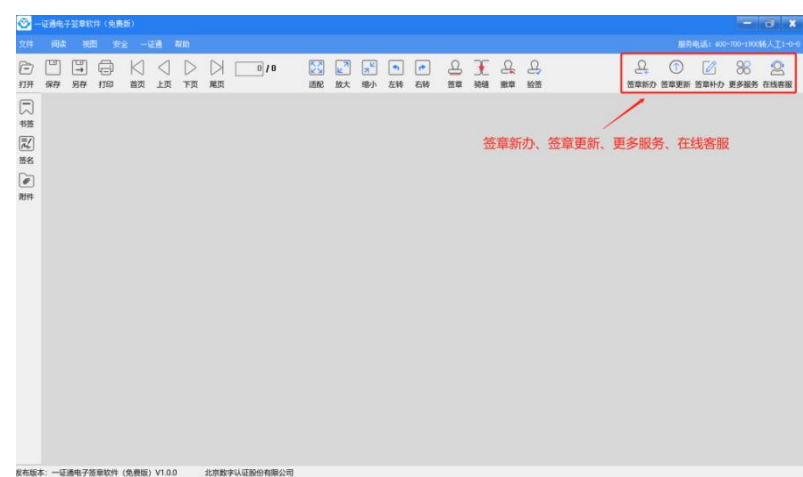 一证通电子签章软件（免费版）
文件 阅读 视图 安全 一证通 帮助 服务电话：400-700-1900转人工1-0-0
打开 保存 另存 打印 首页 上页 下页 尾页 0 / 0 适配 放大 缩小 左转 右转 签章 骑缝 撤章 验签 签章新办 签章更新 签章补办 更多服务 在线客服
书签
签名
附件
签章新办、签章更新、更多服务、在线客服
发布版本：一证通电子签章软件（免费版）V1.0.0 北京数字认证股份有限公司